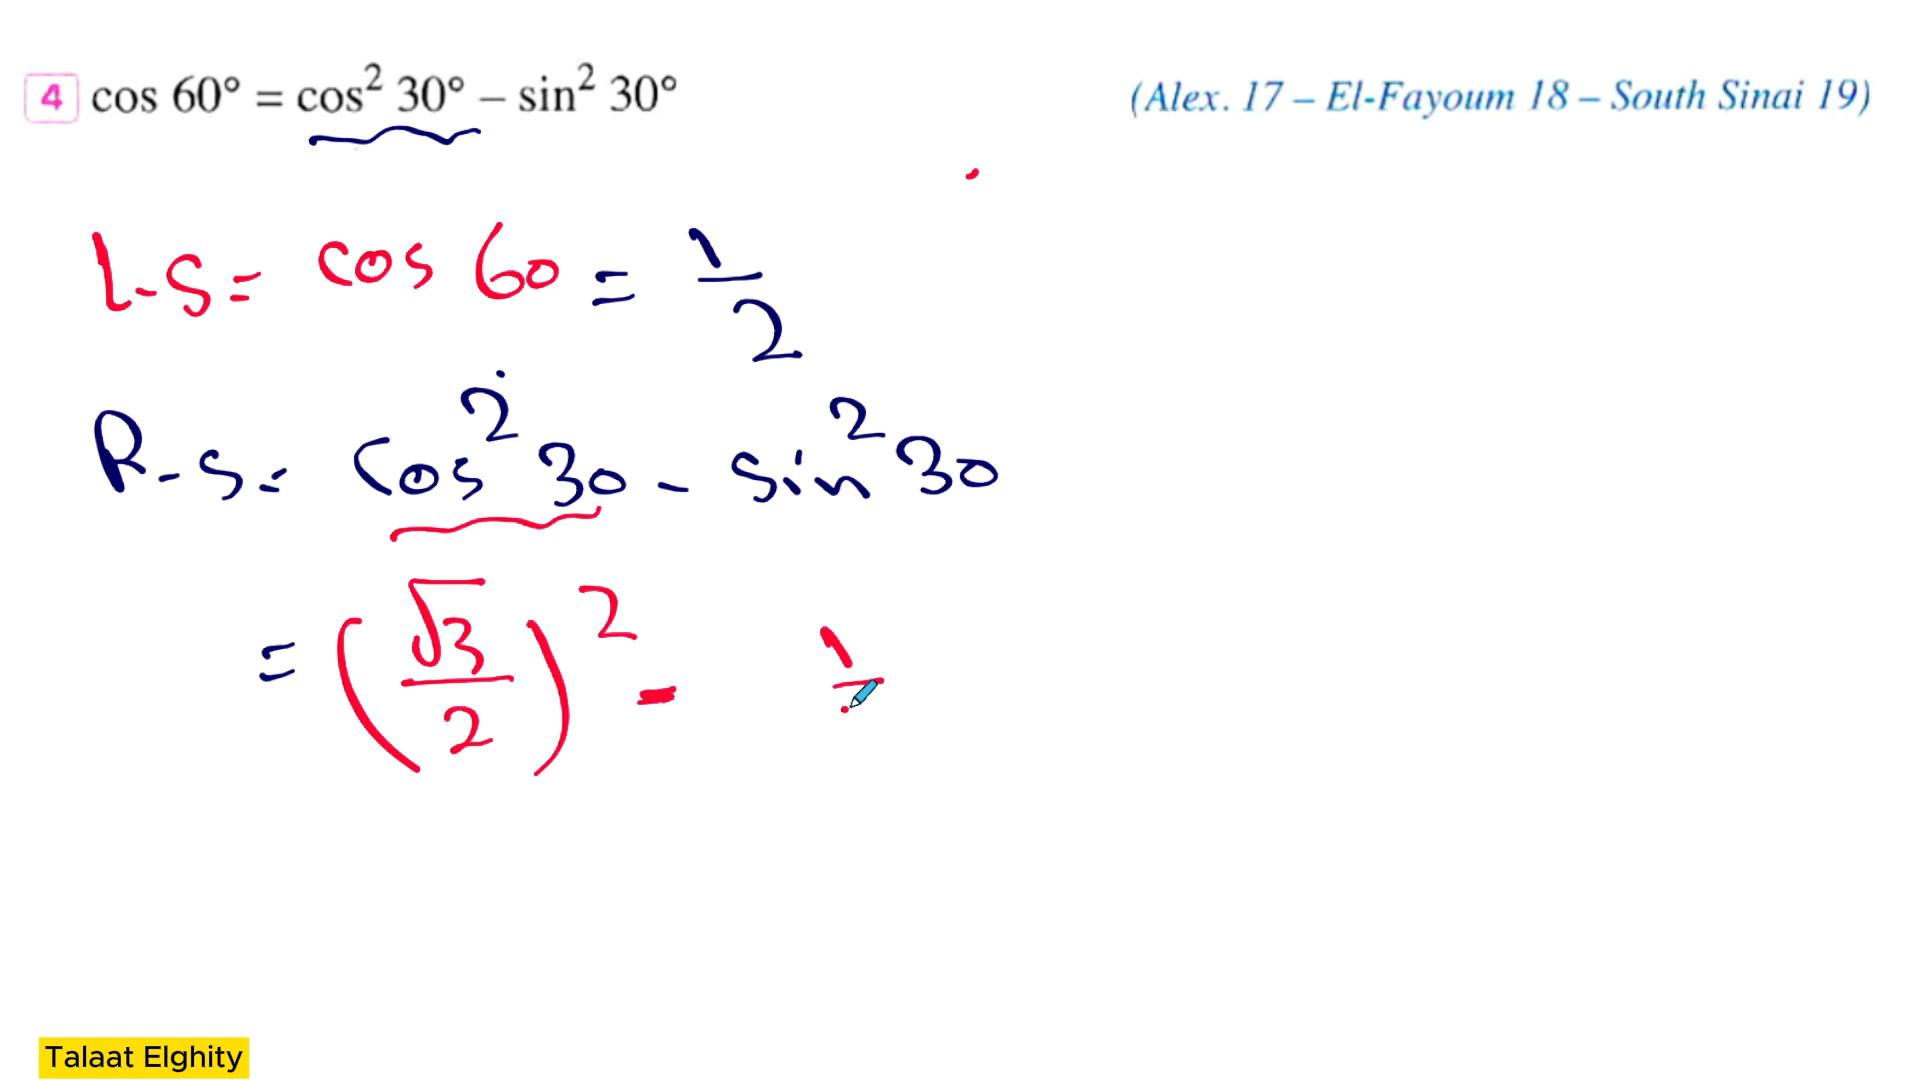 4 cos 60° = cos² 30° – sin² 30° (Alex. 17 – El-Fayoum 18 – South Sinai 19)
L-S = cos 60 = 1/2
R-S = cos² 30 - sin² 30
= (√3/2)² - 1
Talaat Elghity